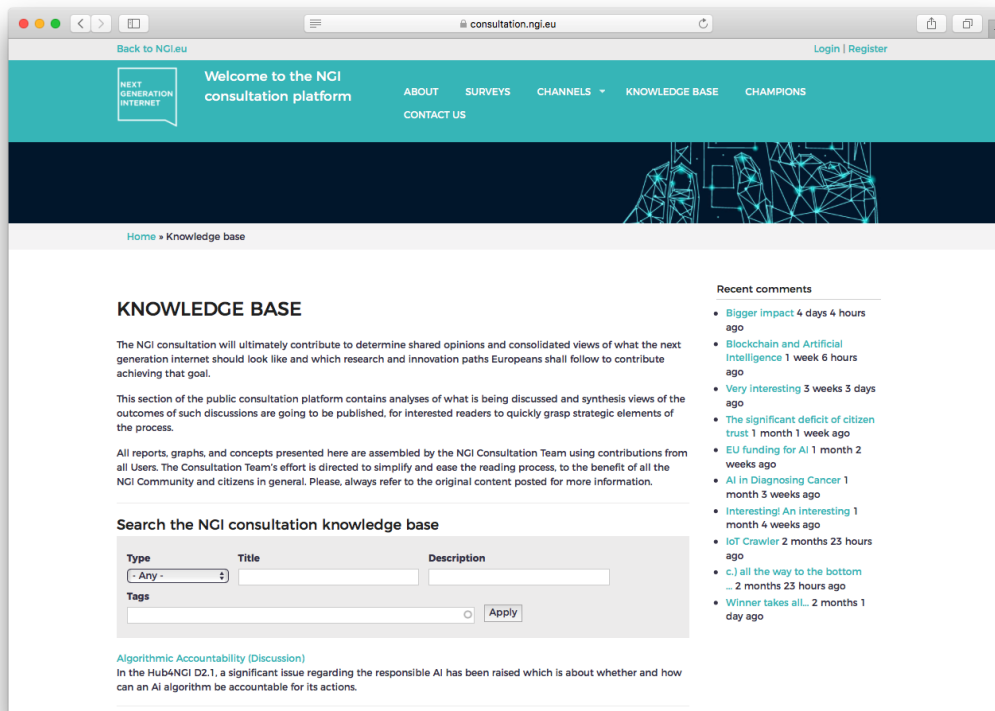 consultation.ngi.eu
Back to NGI.eu
Login | Register
NEXT
GENERATION
INTERNET
Welcome to the NGI
consultation platform
ABOUT SURVEYS CHANNELS KNOWLEDGE BASE CHAMPIONS
CONTACT US
Home » Knowledge base
KNOWLEDGE BASE
The NGI consultation will ultimately contribute to determine shared opinions and consolidated views of what the next
generation internet should look like and which research and innovation paths Europeans shall follow to contribute
achieving that goal.
This section of the public consultation platform contains analyses of what is being discussed and synthesis views of the
outcomes of such discussions are going to be published, for interested readers to quickly grasp strategic elements of
the process.
All reports, graphs, and concepts presented here are assembled by the NGI Consultation Team using contributions from
all Users. The Consultation Team's effort is directed to simplify and ease the reading process, to the benefit of all the
NGI Community and citizens in general. Please, always refer to the original content posted for more information.
Search the NGI consultation knowledge base
Type Title Description
- Any -
Tags
Apply
Algorithmic Accountability (Discussion)
In the Hub4NGI D2.1, a significant issue regarding the responsible AI has been raised which is about whether and how
can an Ai algorithm be accountable for its actions.
Recent comments
Bigger impact 4 days 4 hours
ago
Blockchain and Artificial
Intelligence 1 week 6 hours
ago
Very interesting 3 weeks 3 days
ago
The significant deficit of citizen
trust 1 month 1 week ago
EU funding for AI 1 month 2
weeks ago
AI in Diagnosing Cancer 1
month 3 weeks ago
Interesting! An interesting 1
month 4 weeks ago
IoT Crawler 2 months 23 hours
ago
c.) all the way to the bottom
... 2 months 23 hours ago
Winner takes all... 2 months 1
day ago